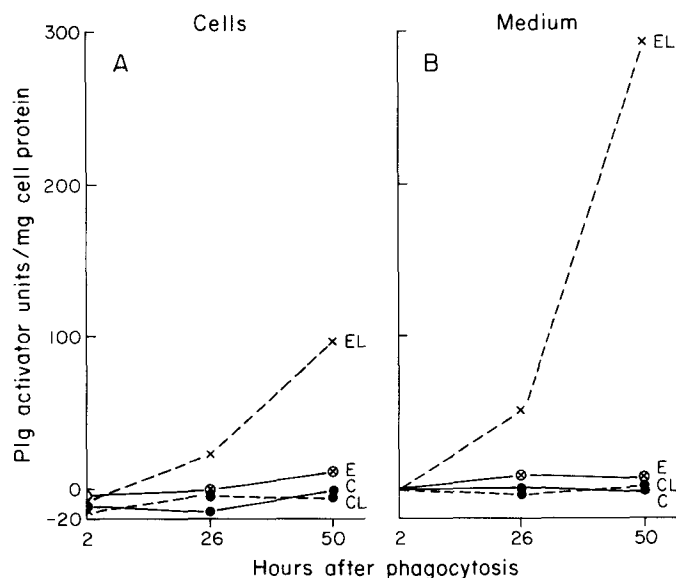 Cells
Medium
Plg activator units/mg cell protein
300
200
100
0
-20
A
EL
E
C
CL
2
26
50
B
EL
E
CL
C
2
26
50
Hours after phagocytosis